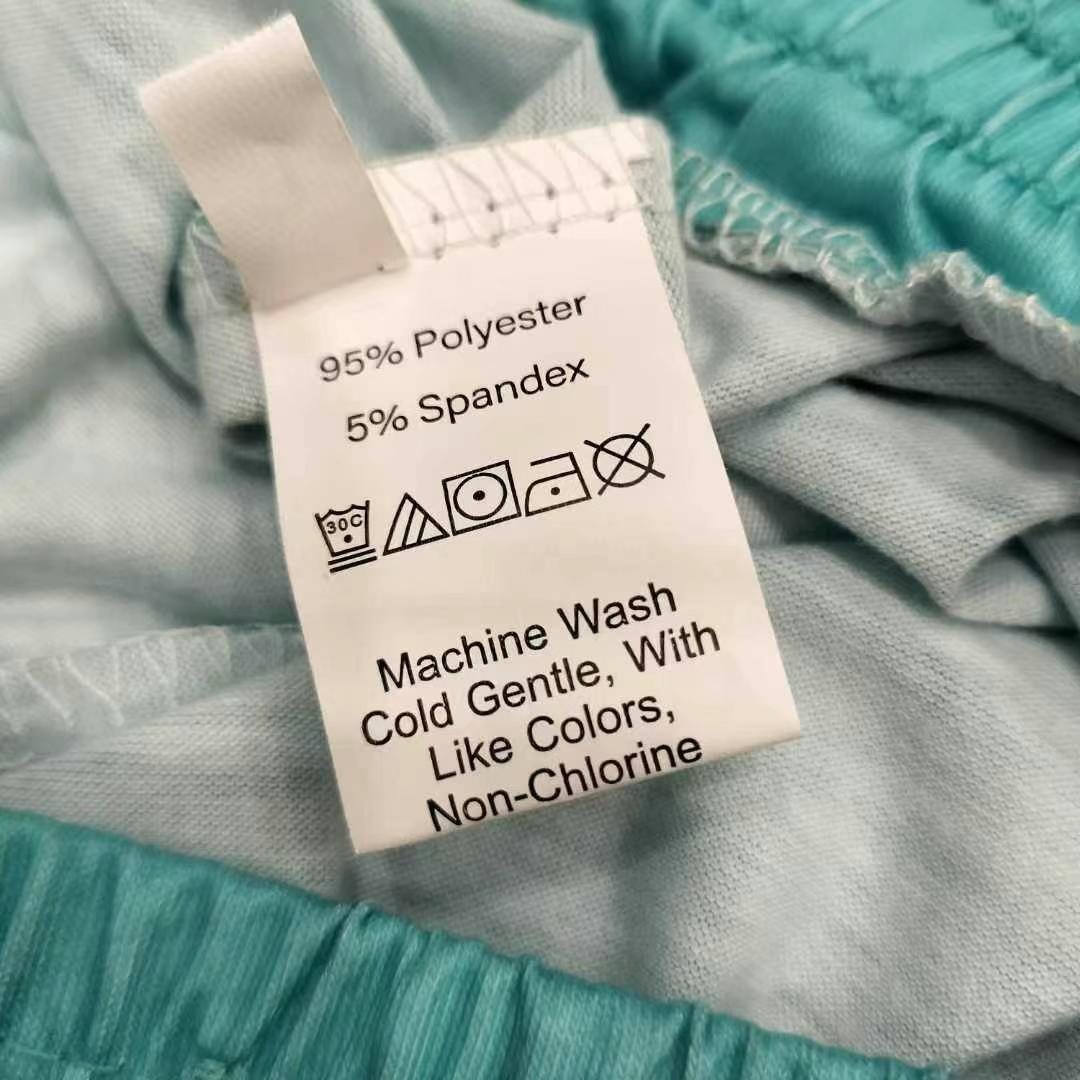 95% Polyester
5% Spandex
30C
Machine Wash
Cold Gentle, With
Like Colors,
Non-Chlorine